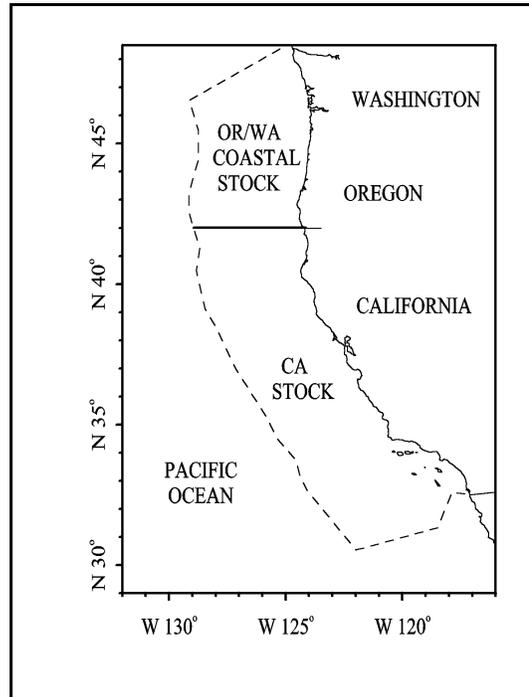 WASHINGTON
OR/WA
COASTAL
STOCK
OREGON
CALIFORNIA
CA
STOCK
PACIFIC
OCEAN
N 45°
N 40°
N 35°
N 30°
W 130°
W 125°
W 120°